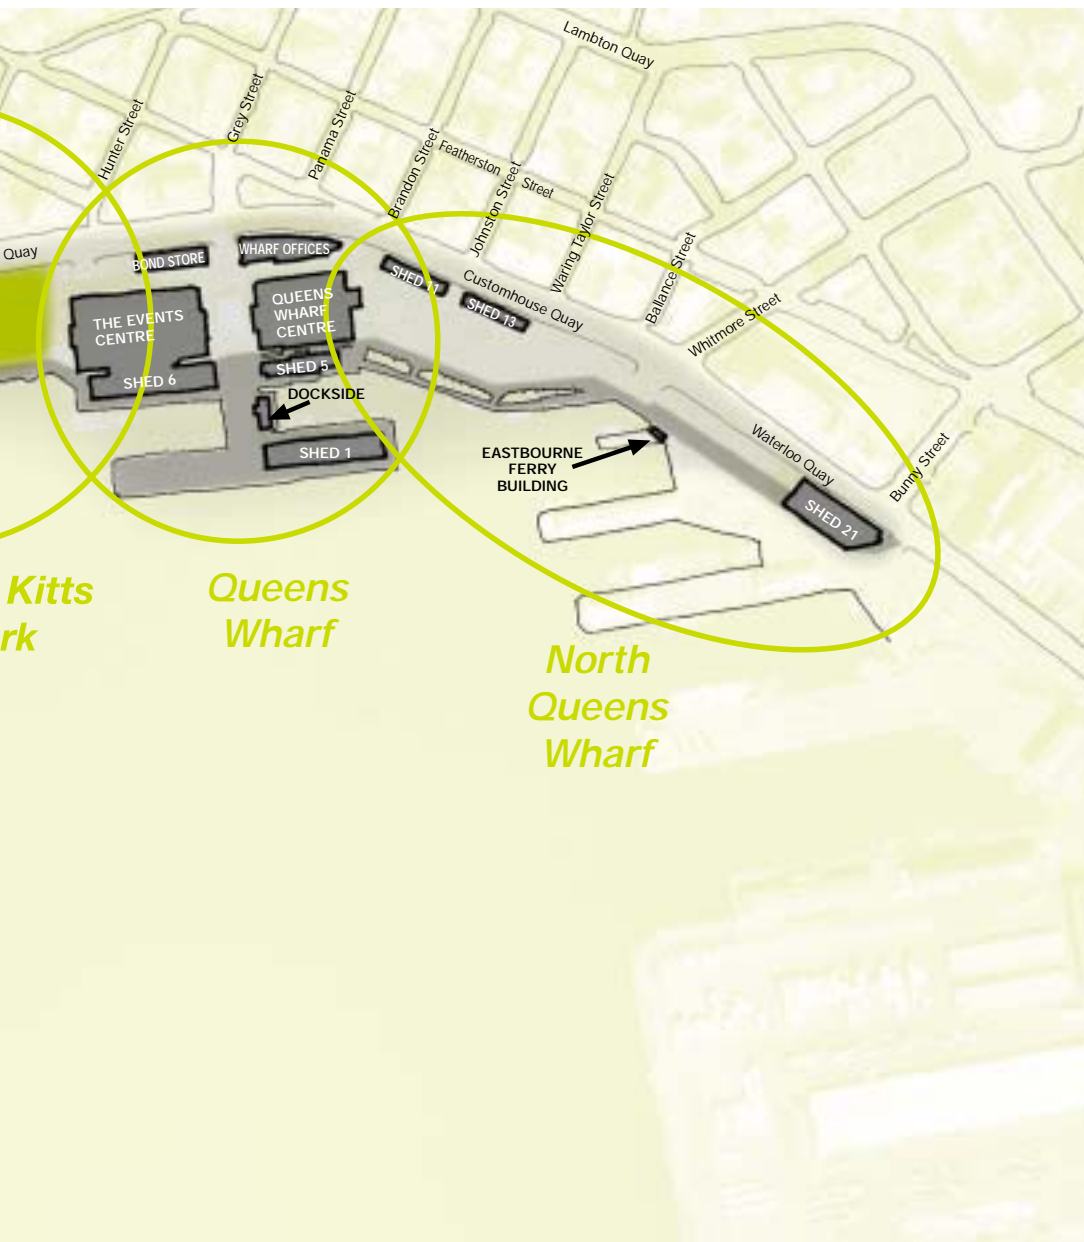 Lambton Quay
Hunter Street
Grey Street
Panama Street
Brandon Street
Featherston
Street
Johnston Street
Waring Taylor Street
Ballance Street
Whitmore Street
Quay
BOND STORE
WHARF OFFICES
SHED 11
Customhouse Quay
SHED 13
THE EVENTS
CENTRE
QUEENS
WHARF
CENTRE
SHED 6
SHED 5
DOCKSIDE
SHED 1
EASTBOURNE
FERRY
BUILDING
Waterloo Quay
Bunny Street
SHED 21
Kitts
rk
Queens
Wharf
North
Queens
Wharf